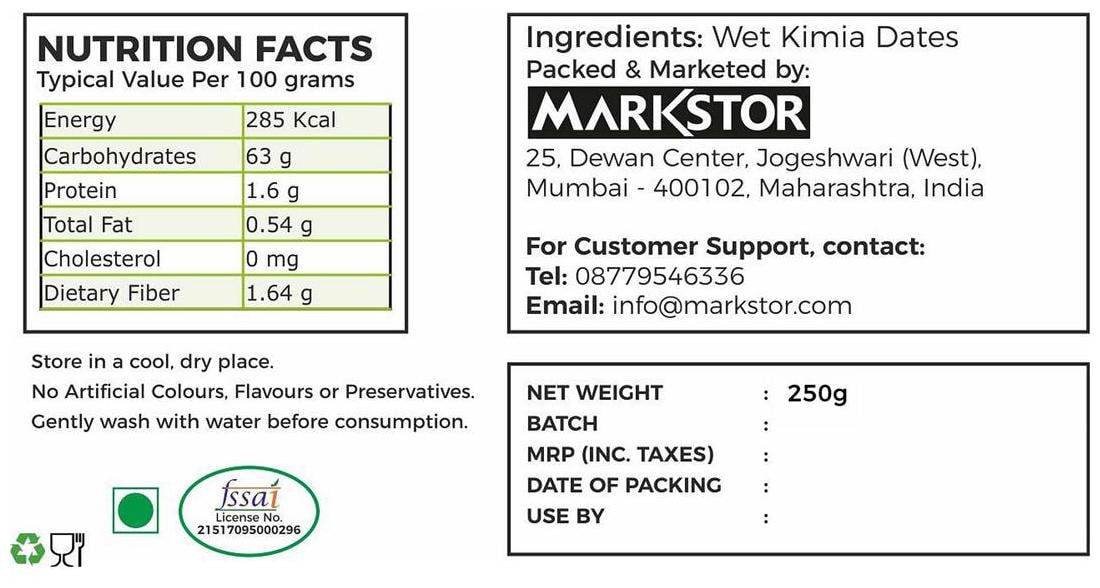 NUTRITION FACTS
Typical Value Per 100 grams
Energy 285 Kcal
Carbohydrates 63 g
Protein 1.6 g
Total Fat 0.54 g
Cholesterol 0 mg
Dietary Fiber 1.64 g
Store in a cool, dry place.
No Artificial Colours, Flavours or Preservatives.
Gently wash with water before consumption.
fssai
License No.
21517095000296
Ingredients: Wet Kimia Dates
Packed & Marketed by:
MARKSTOR
25, Dewan Center, Jogeshwari (West),
Mumbai - 400102, Maharashtra, India
For Customer Support, contact:
Tel: 08779546336
Email: info@markstor.com
NET WEIGHT : 250g
BATCH :
MRP (INC. TAXES) :
DATE OF PACKING :
USE BY :